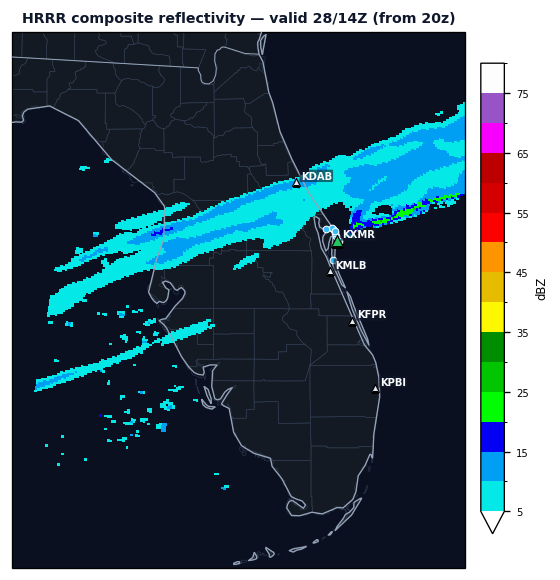 HRRR composite reflectivity — valid 28/14Z (from 20z)
KDAB
KXMR
KMLB
KFPR
KPBI
75
65
55
45
35
25
15
5
dBZ